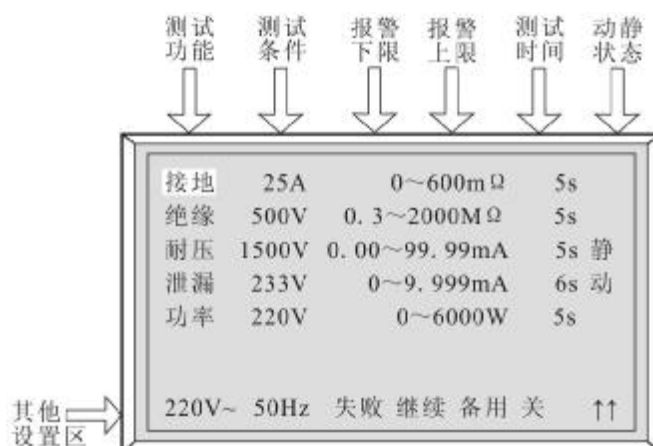 测试 测试 报警 报警 测试 动静
功能 条件 下限 上限 时间 状态
接地 25A 0~600mΩ 5s
绝缘 500V 0.3~2000MΩ 5s
耐压 1500V 0.00~99.99mA 5s 静
泄漏 233V 0~9.999mA 6s 动
功率 220V 0~6000W 5s
其他
设置区
220V~ 50Hz 失败 继续 备用 关 ↑↑